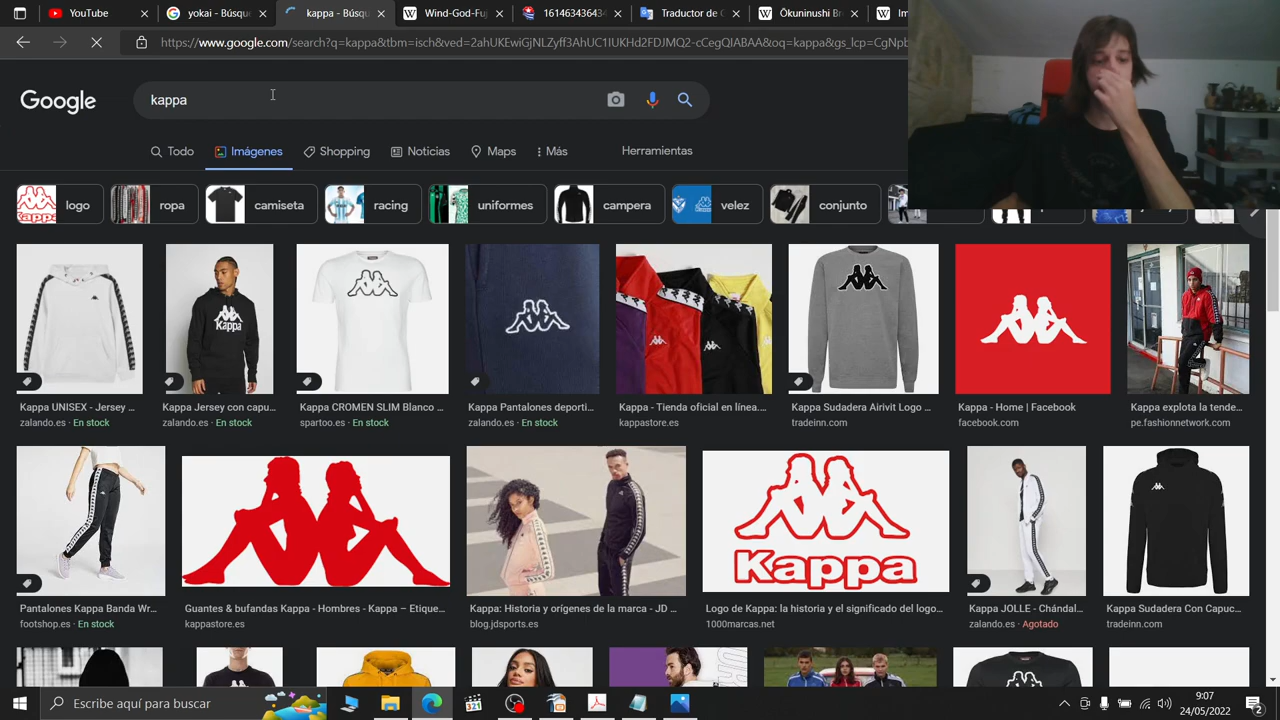 YouTube
yokai - Búsqu
kappa - Búsqu
Wind-God-Fuj
161463436434
Traductor de G
Ōkuninushi Br
Im
https://www.google.com/search?q=kappa&tbm=isch&ved=2ahUKEwiGjNLZyff3AhUC1IUKHd2FDJMQ2-cCegQIABAA&oq=kappa&gs_lcp=CgNpb
Google
kappa
Todo
Imágenes
Shopping
Noticias
Maps
Más
Herramientas
logo
ropa
camiseta
racing
uniformes
campera
velez
conjunto
Kappa UNISEX - Jersey ...
zalando.es · En stock
Kappa Jersey con capu...
zalando.es · En stock
Kappa CROMEN SLIM Blanco ...
spartoo.es · En stock
Kappa Pantalones deporti...
zalando.es · En stock
Kappa - Tienda oficial en línea....
kappastore.es
Kappa Sudadera Airivit Logo ...
tradeinn.com
Kappa - Home | Facebook
facebook.com
Kappa explota la tende...
pe.fashionnetwork.com
Kappa
Pantalones Kappa Banda Wr...
footshop.es · En stock
Guantes & bufandas Kappa - Hombres - Kappa – Etique...
kappastore.es
Kappa: Historia y orígenes de la marca - JD ...
blog.jdsports.es
Logo de Kappa: la historia y el significado del logo...
1000marcas.net
Kappa JOLLE - Chándal...
zalando.es · Agotado
Kappa Sudadera Con Capuc...
tradeinn.com
Escribe aquí para buscar
9:07
24/05/2022
2